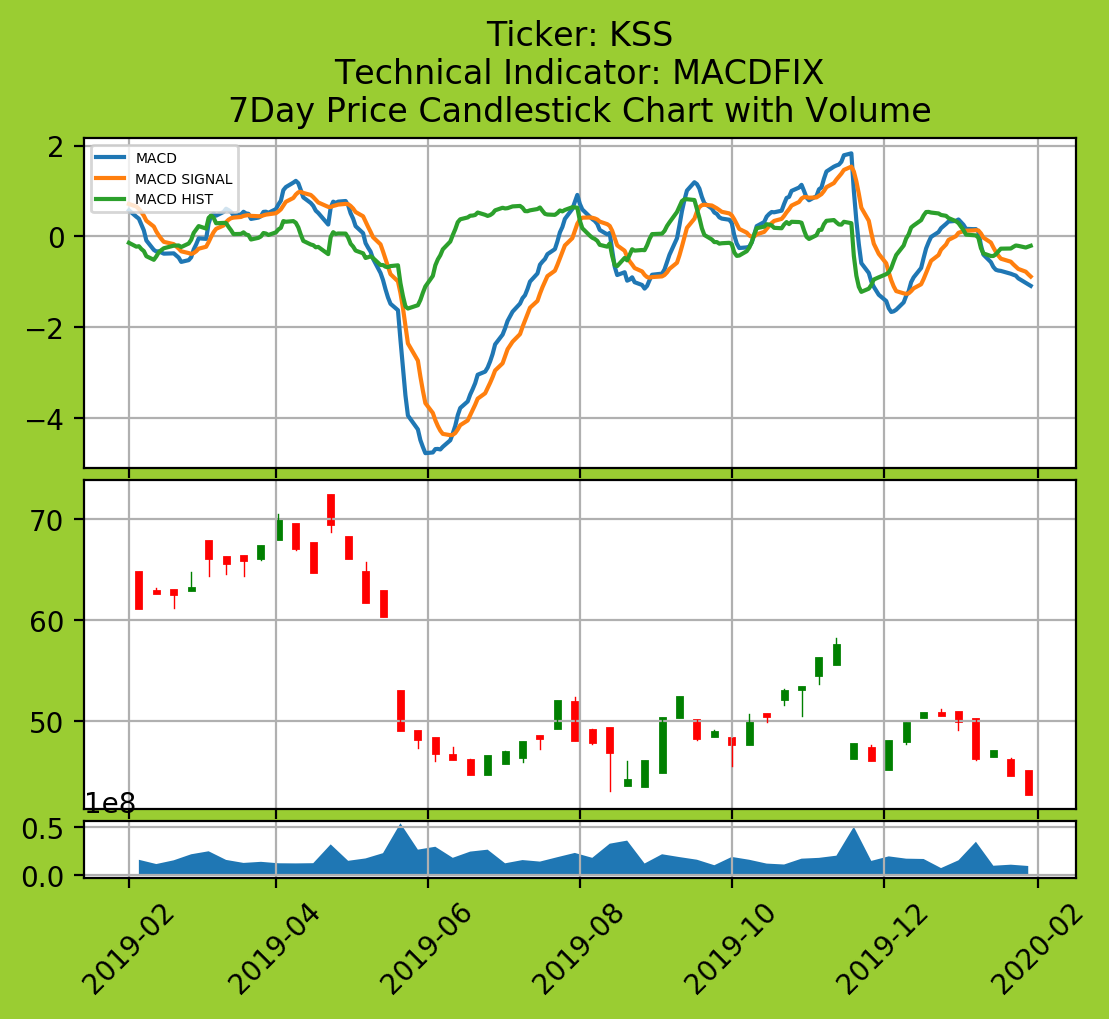 Ticker: KSS
Technical Indicator: MACDFIX
7Day Price Candlestick Chart with Volume
2
0
−2
−4
MACD
MACD SIGNAL
MACD HIST
70
60
50
1e8
0.5
0.0
2019-02
2019-04
2019-06
2019-08
2019-10
2019-12
2020-02